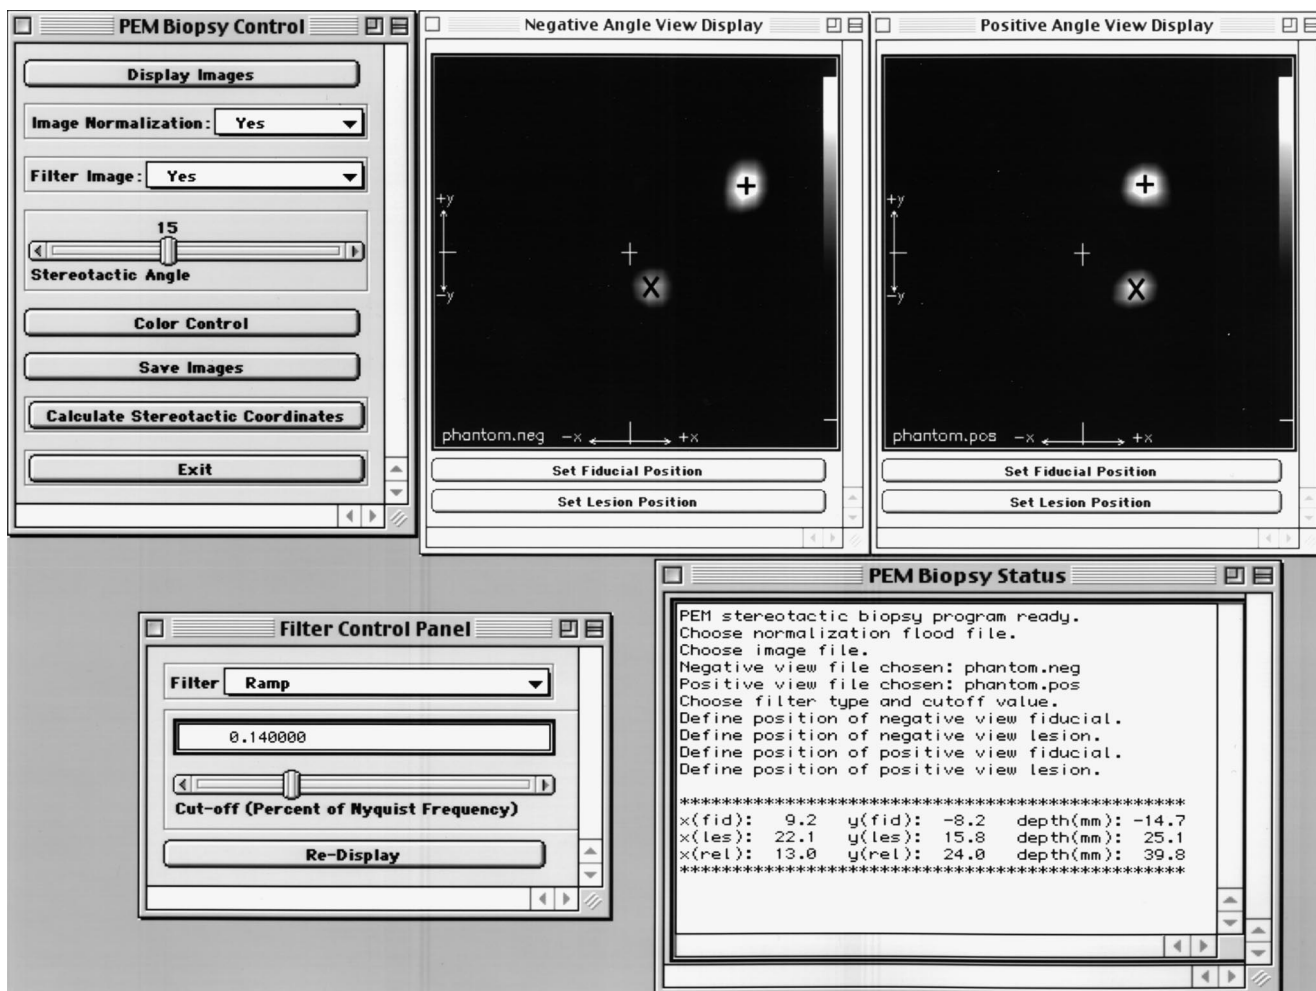 PEM Biopsy Control
Display Images
Image Normalization: Yes
Filter Image: Yes
15
Stereotactic Angle
Color Control
Save Images
Calculate Stereotactic Coordinates
Exit
Negative Angle View Display
+y
-y
phantom.neg -x +x
Set Fiducial Position
Set Lesion Position
Positive Angle View Display
+y
-y
phantom.pos -x +x
Set Fiducial Position
Set Lesion Position
Filter Control Panel
Filter Ramp
0.140000
Cut-off (Percent of Nyquist Frequency)
Re-Display
PEM Biopsy Status
PEM stereotactic biopsy program ready.
Choose normalization flood file.
Choose image file.
Negative view file chosen: phantom.neg
Positive view file chosen: phantom.pos
Choose filter type and cutoff value.
Define position of negative view fiducial.
Define position of negative view lesion.
Define position of positive view fiducial.
Define position of positive view lesion.
**************************************************
x(fid): 9.2 y(fid): -8.2 depth(mm): -14.7
x(les): 22.1 y(les): 15.8 depth(mm): 25.1
x(rel): 13.0 y(rel): 24.0 depth(mm): 39.8
**************************************************